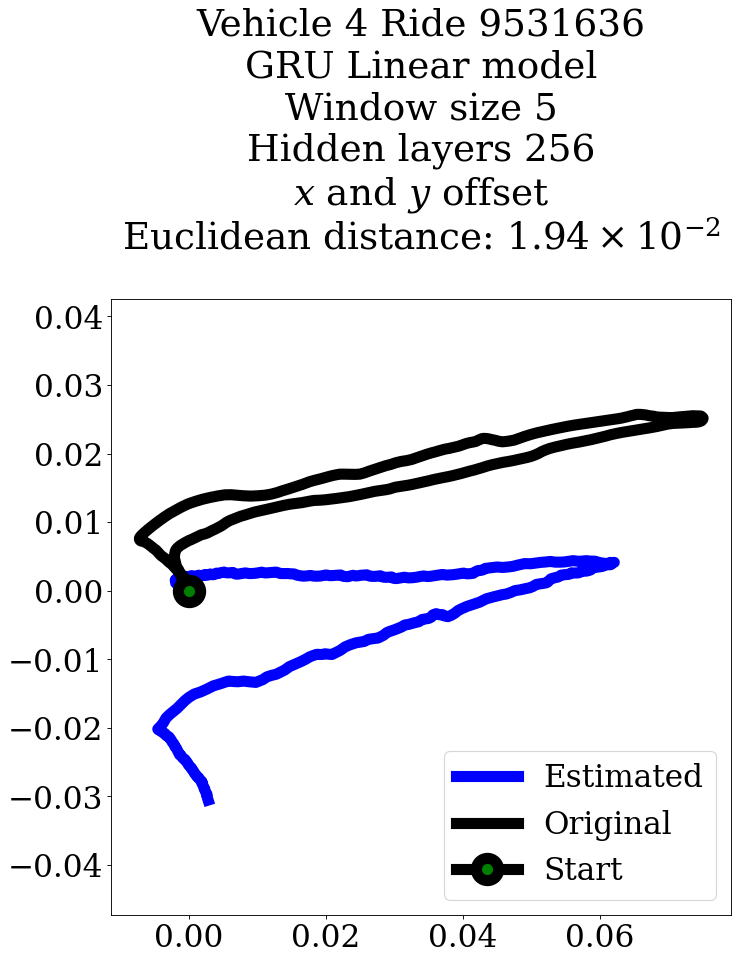 Vehicle 4 Ride 9531636
GRU Linear model
Window size 5
Hidden layers 256
x and y offset
Euclidean distance: 1.94 × 10⁻²
0.04
0.03
0.02
0.01
0.00
−0.01
−0.02
−0.03
−0.04
Estimated
Original
Start
0.00 0.02 0.04 0.06